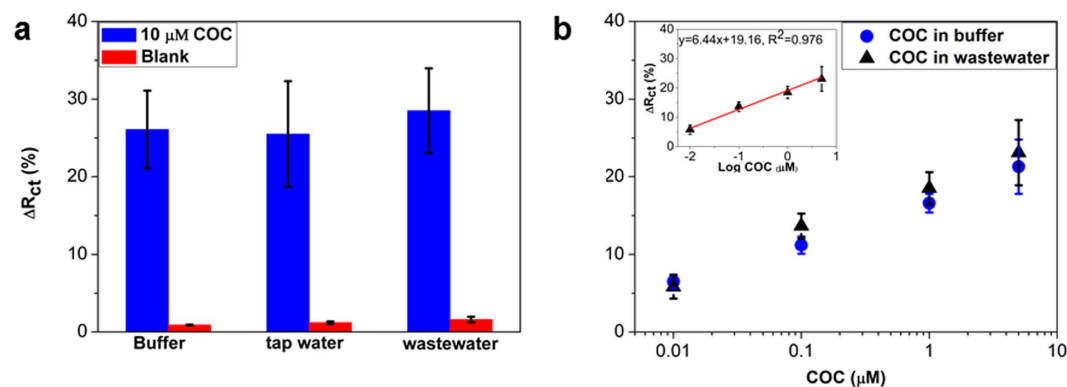 a
40
30
20
10
0
ΔRct (%)
10 μM COC
Blank
Buffer
tap water
wastewater
b
40
30
20
10
0
COC in buffer
COC in wastewater
y=6.44x+19.16, R²=0.976
ΔRct (%)
40
30
20
10
0
-2
-1
0
1
Log COC (μM)
0.01
0.1
1
10
COC (μM)